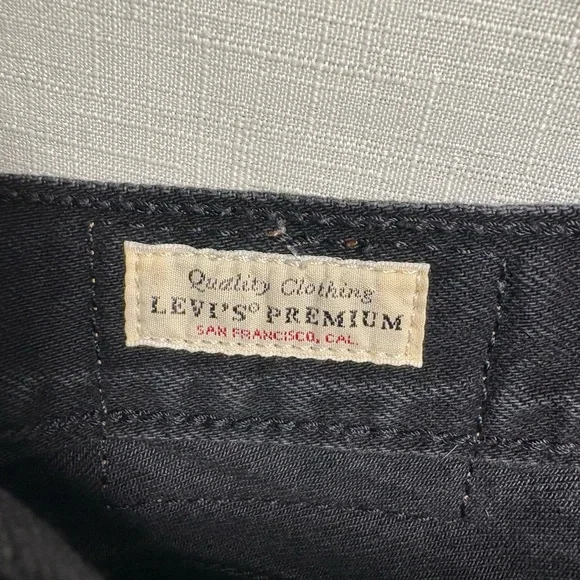 Quality Clothing
LEVI'S® PREMIUM
SAN FRANCISCO, CAL.